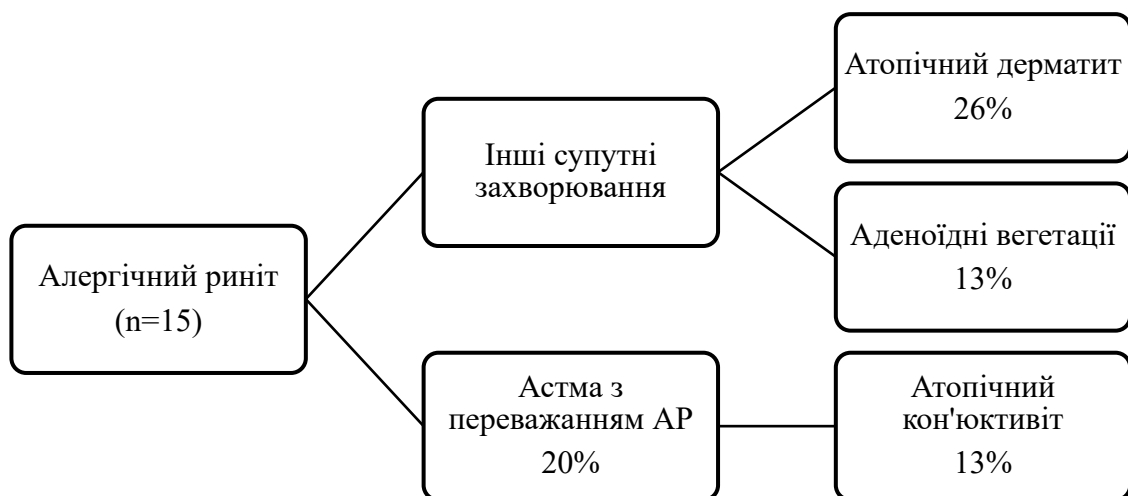 Алергічний риніт
(n=15)
Інші супутні
захворювання
Атопічний дерматит
26%
Аденоїдні вегетації
13%
Астма з
переважанням АР
20%
Атопічний
кон'юктивіт
13%